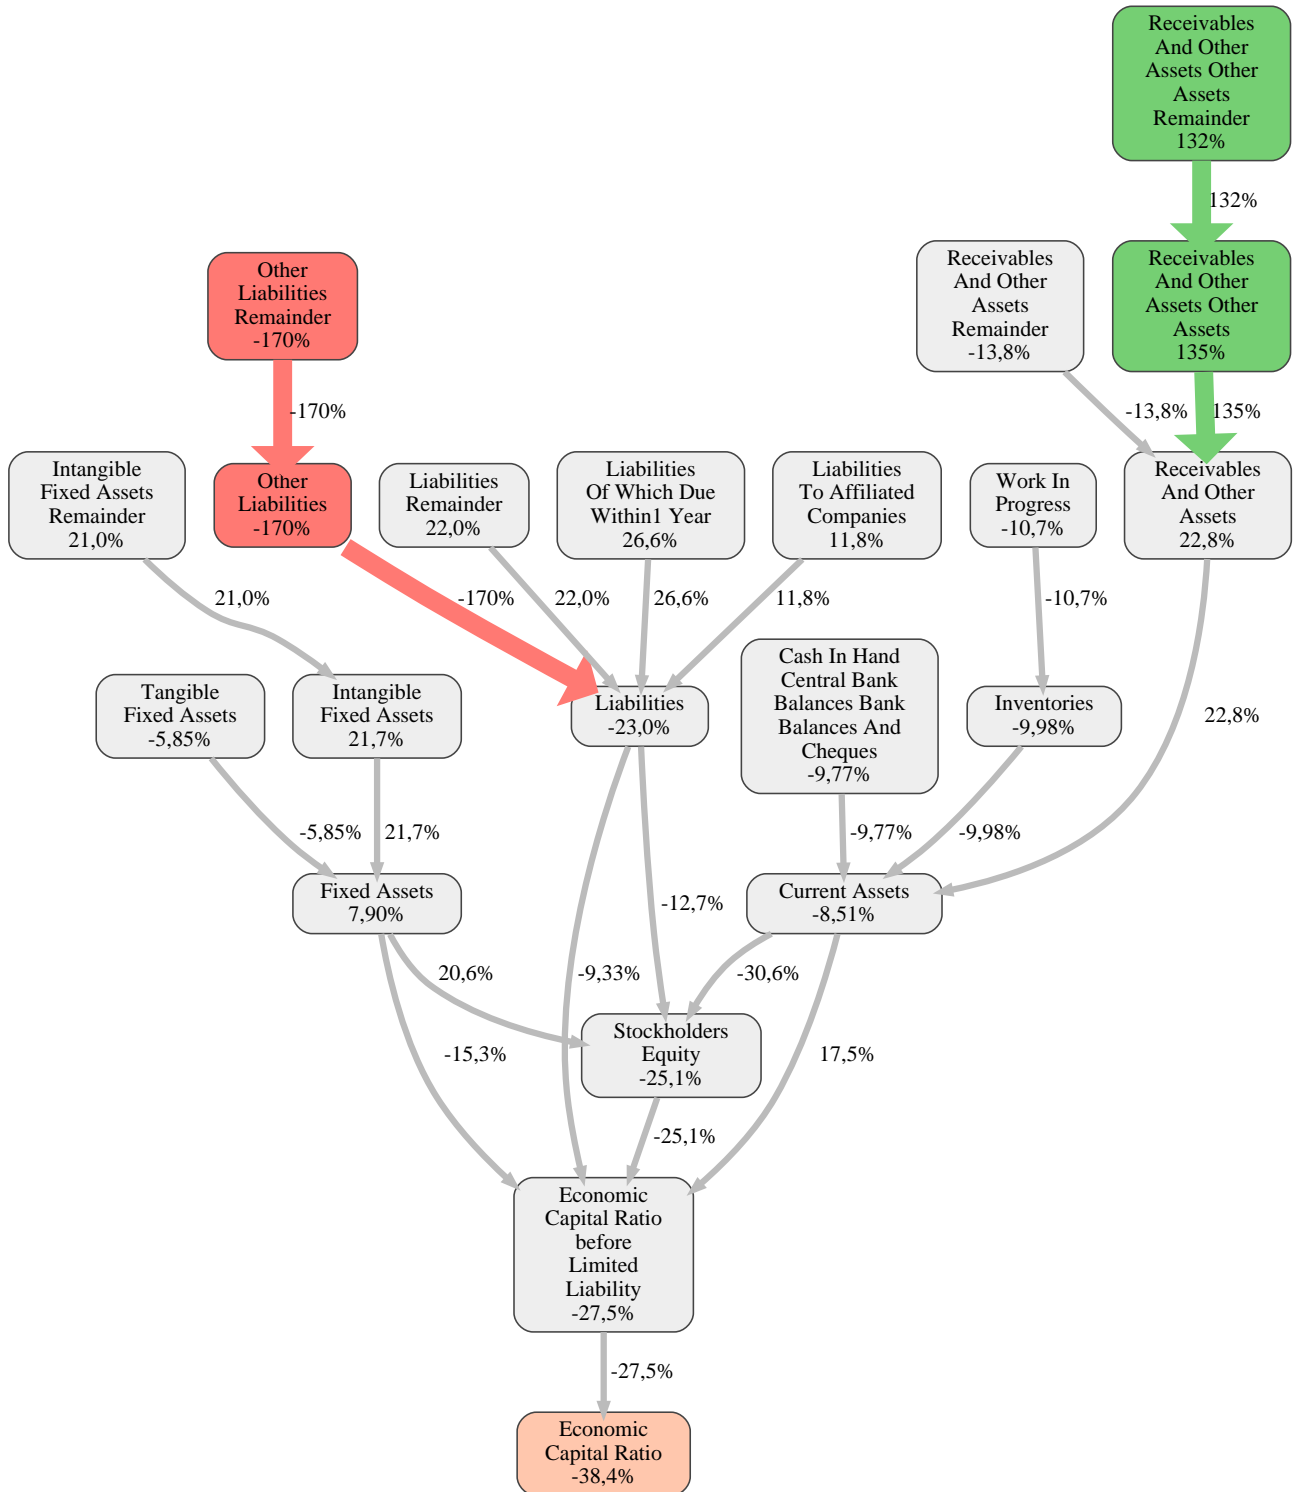 Receivables
And Other
Assets Other
Assets
Remainder
132%
132%
Other
Liabilities
Remainder
-170%
Receivables
And Other
Assets
Remainder
-13,8%
Receivables
And Other
Assets Other
Assets
135%
-170%
-13,8%
135%
Intangible
Fixed Assets
Remainder
21,0%
Other
Liabilities
-170%
Liabilities
Remainder
22,0%
Liabilities
Of Which Due
Within1 Year
26,6%
Liabilities
To Affiliated
Companies
11,8%
Work In
Progress
-10,7%
Receivables
And Other
Assets
22,8%
21,0%
-170%
22,0%
26,6%
11,8%
-10,7%
Tangible
Fixed Assets
-5,85%
Intangible
Fixed Assets
21,7%
Liabilities
-23,0%
Cash In Hand
Central Bank
Balances Bank
Balances And
Cheques
-9,77%
Inventories
-9,98%
22,8%
-5,85%
21,7%
-9,77%
-9,98%
Fixed Assets
7,90%
-12,7%
Current Assets
-8,51%
20,6%
-9,33%
-30,6%
Stockholders
Equity
-25,1%
-15,3%
17,5%
-25,1%
Economic
Capital Ratio
before
Limited
Liability
-27,5%
-27,5%
Economic
Capital Ratio
-38,4%